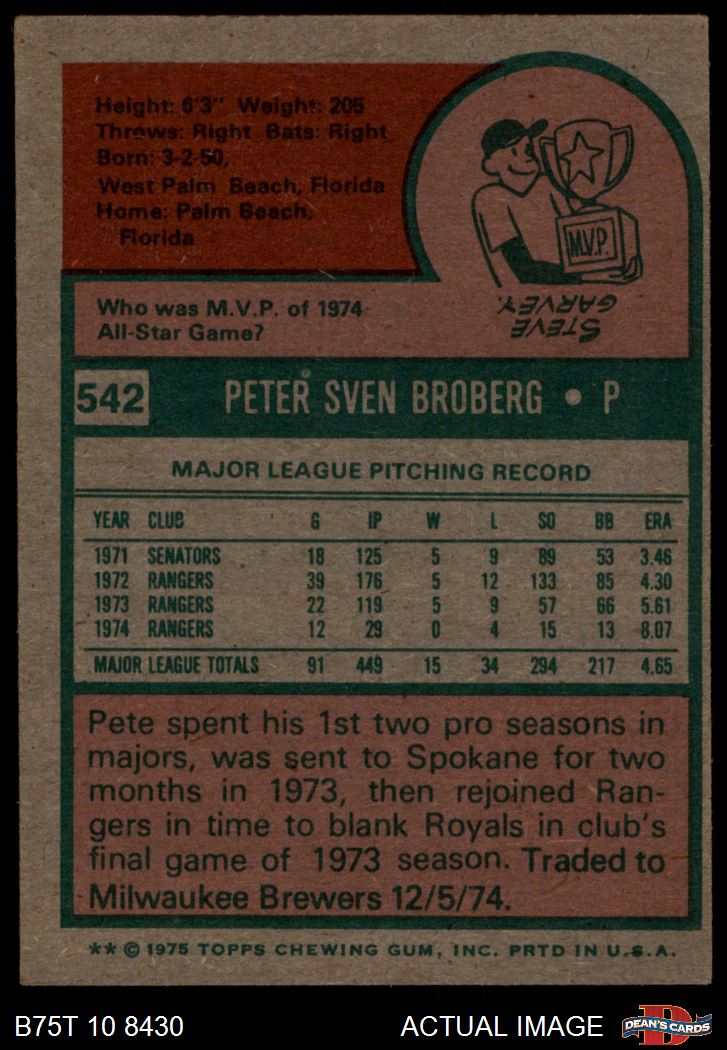 Height: 6'3" Weight: 205
Throws: Right Bats: Right
Born: 3-2-50,
West Palm Beach, Florida
Home: Palm Beach,
Florida
M.V.P.
STEVE
GARVEY
Who was M.V.P. of 1974
All-Star Game?
542 PETER SVEN BROBERG • P
MAJOR LEAGUE PITCHING RECORD
YEAR CLUB G IP W L SO BB ERA
1971 SENATORS 18 125 5 9 89 53 3.46
1972 RANGERS 39 176 5 12 133 85 4.30
1973 RANGERS 22 119 5 9 57 66 5.61
1974 RANGERS 12 29 0 4 15 13 8.07
MAJOR LEAGUE TOTALS 91 449 15 34 294 217 4.65
Pete spent his 1st two pro seasons in
majors, was sent to Spokane for two
months in 1973, then rejoined Ran-
gers in time to blank Royals in club's
final game of 1973 season. Traded to
Milwaukee Brewers 12/5/74.
** © 1975 TOPPS CHEWING GUM, INC. PRTD IN U.S.A.
B75T 10 8430 ACTUAL IMAGE D DEAN'S CARDS